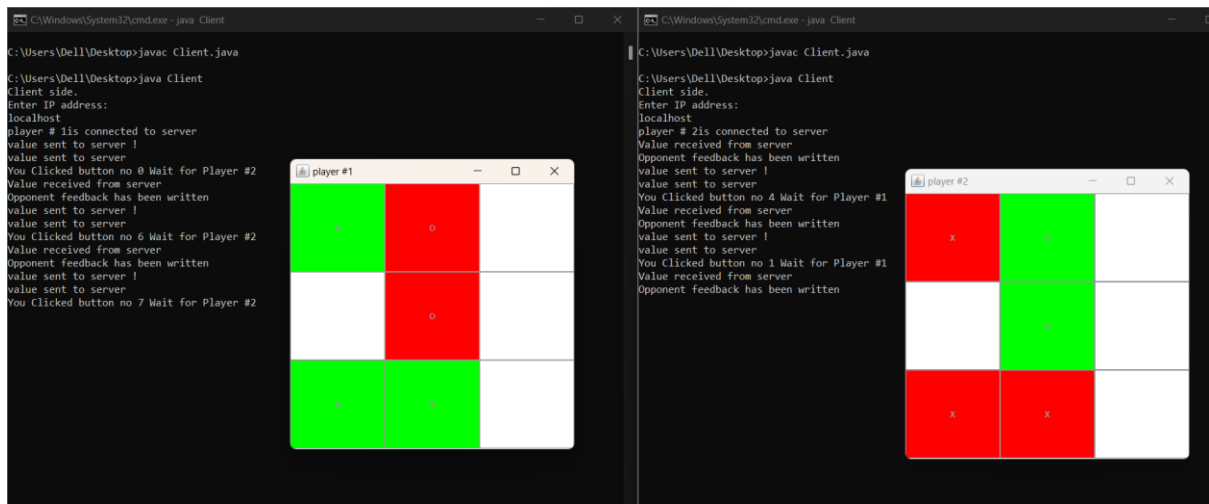 C:\Windows\System32\cmd.exe - java Client
C:\Users\Dell\Desktop>javac Client.java
C:\Users\Dell\Desktop>java Client
Client side.
Enter IP address:
localhost
player # 1is connected to server
value sent to server !
value sent to server
You Clicked button no 0 Wait for Player #2
Value received from server
Opponent feedback has been written
value sent to server !
value sent to server
You Clicked button no 6 Wait for Player #2
Value received from server
Opponent feedback has been written
value sent to server !
value sent to server
You Clicked button no 7 Wait for Player #2
player #1
O
O
C:\Windows\System32\cmd.exe - java Client
C:\Users\Dell\Desktop>javac Client.java
C:\Users\Dell\Desktop>java Client
Client side.
Enter IP address:
localhost
player # 2is connected to server
Value received from server
Opponent feedback has been written
value sent to server !
value sent to server
You Clicked button no 4 Wait for Player #1
Value received from server
Opponent feedback has been written
value sent to server !
value sent to server
You Clicked button no 1 Wait for Player #1
Value received from server
Opponent feedback has been written
player #2
X
X X